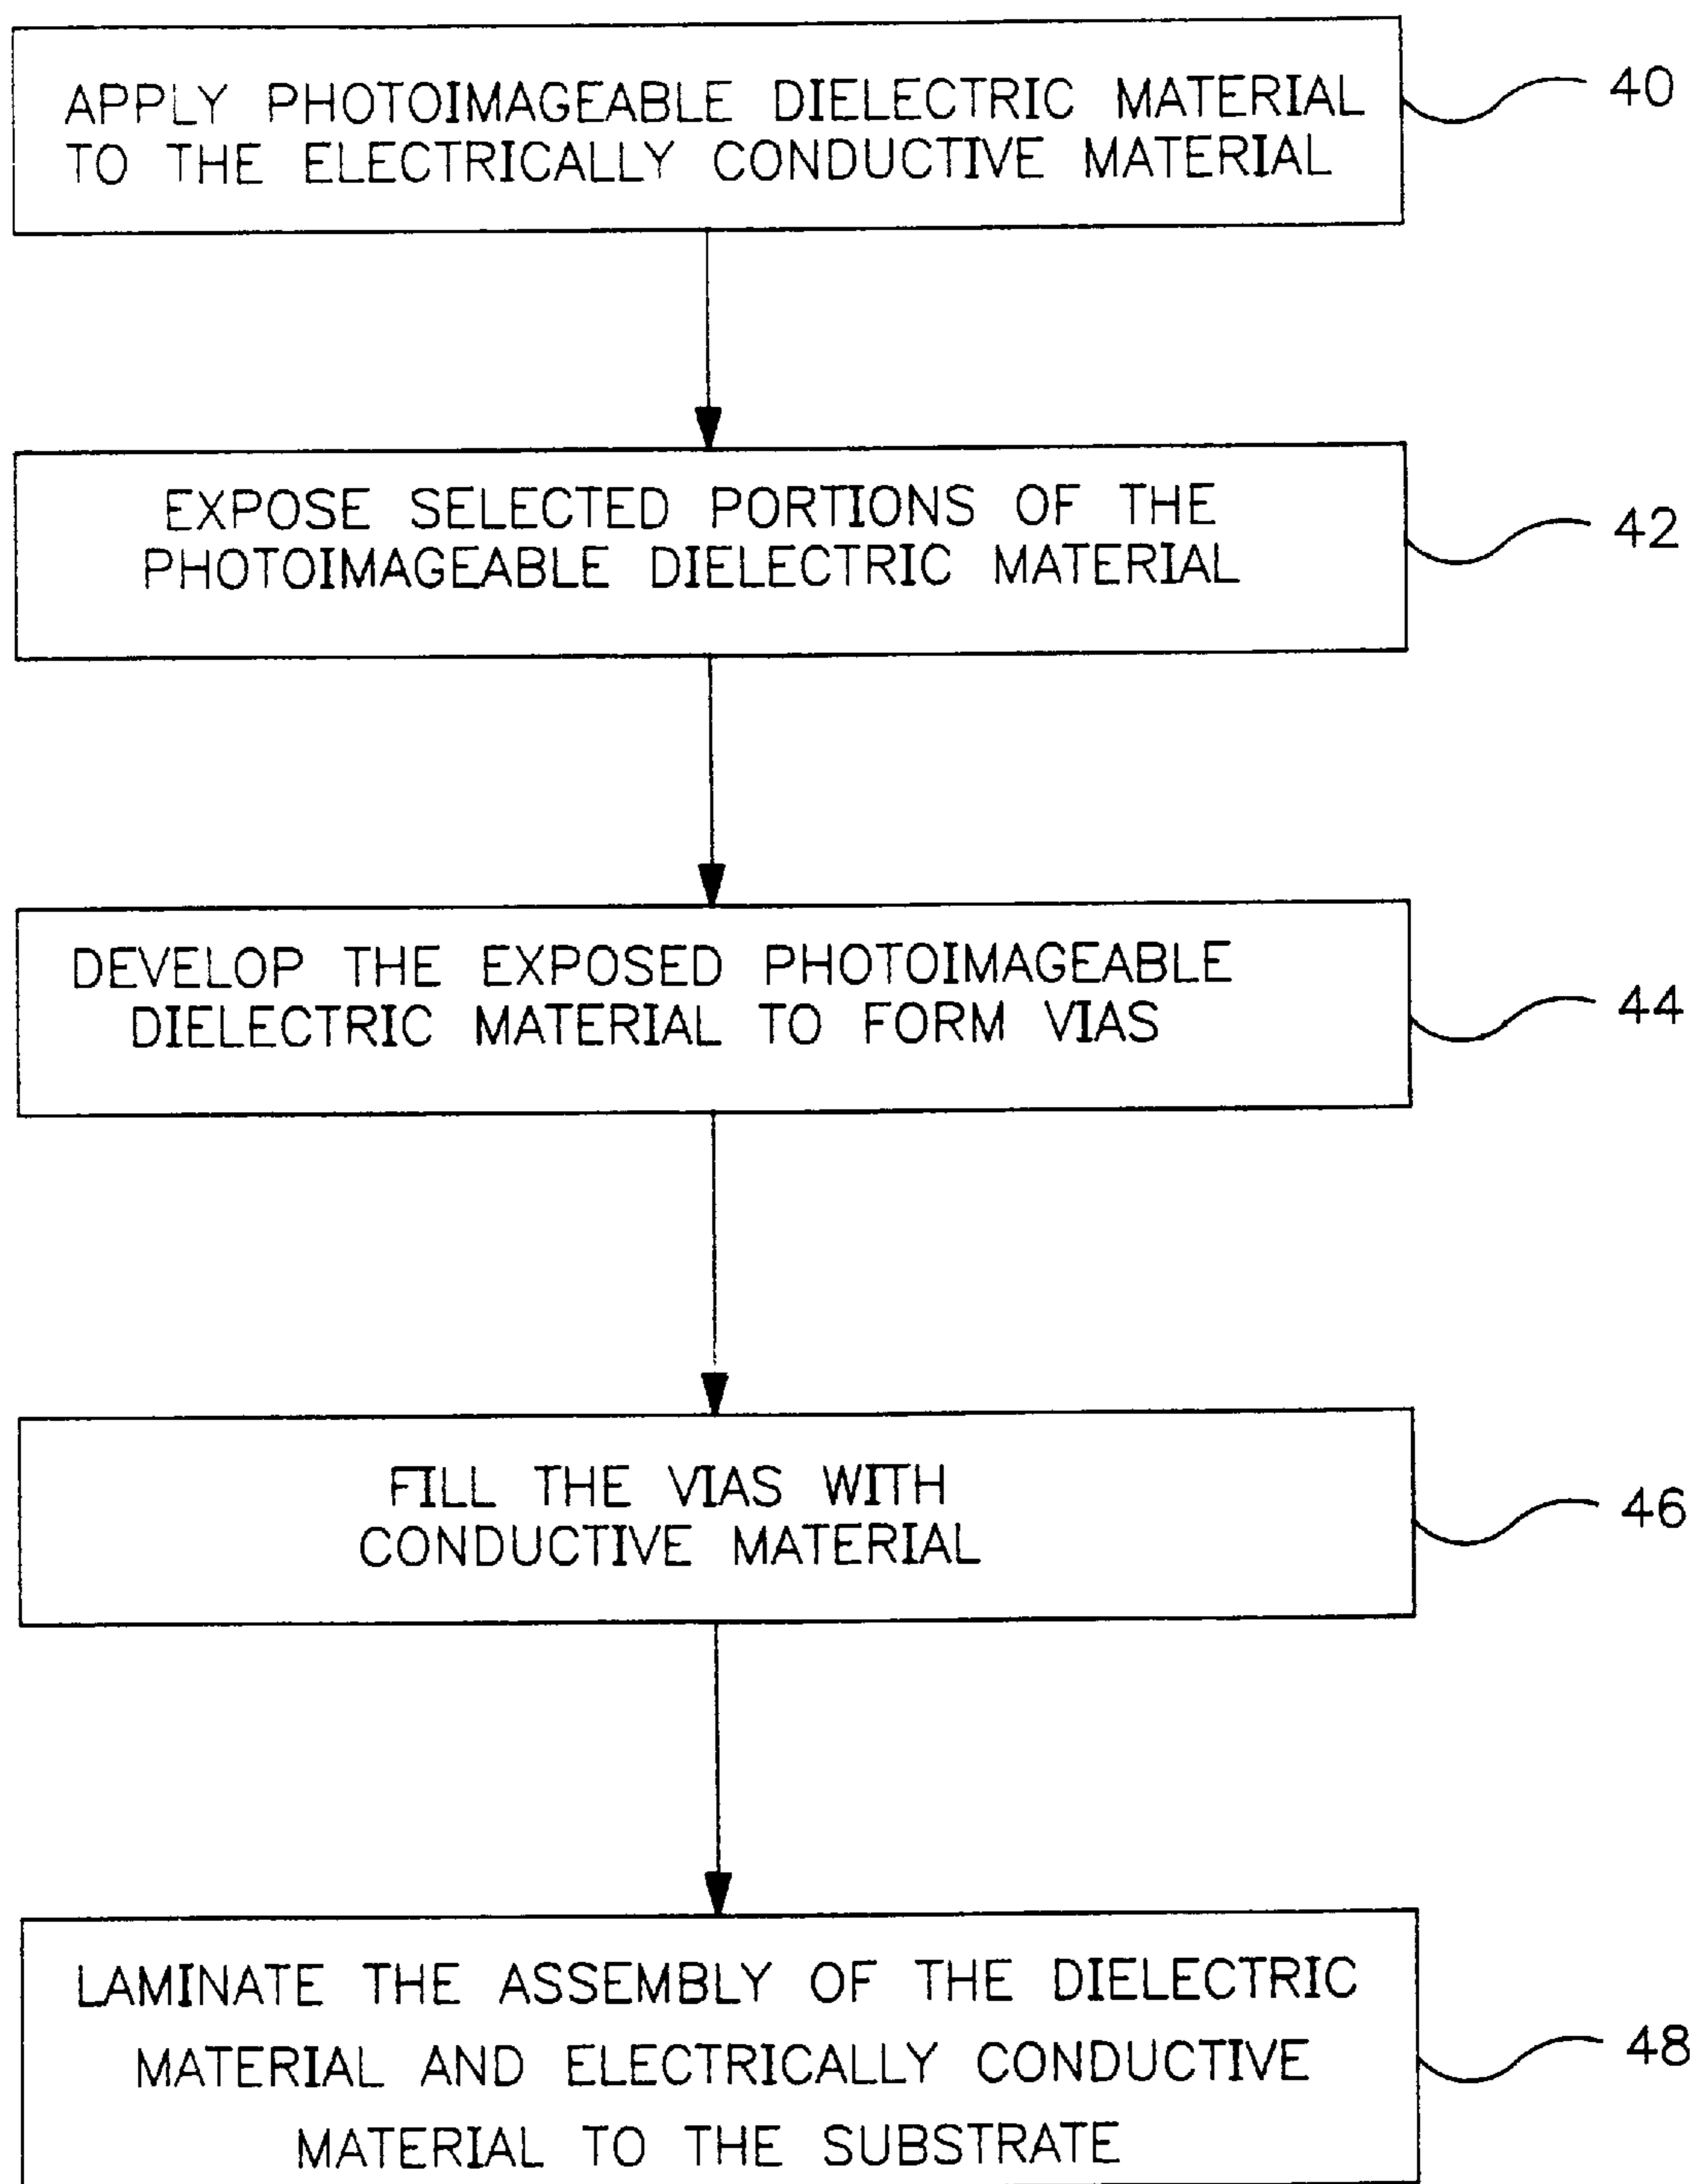 APPLY PHOTOIMAGEABLE DIELECTRIC MATERIAL
TO THE ELECTRICALLY CONDUCTIVE MATERIAL
40
EXPOSE SELECTED PORTIONS OF THE
PHOTOIMAGEABLE DIELECTRIC MATERIAL
42
DEVELOP THE EXPOSED PHOTOIMAGEABLE
DIELECTRIC MATERIAL TO FORM VIAS
44
FILL THE VIAS WITH
CONDUCTIVE MATERIAL
46
LAMINATE THE ASSEMBLY OF THE DIELECTRIC
MATERIAL AND ELECTRICALLY CONDUCTIVE
MATERIAL TO THE SUBSTRATE
48